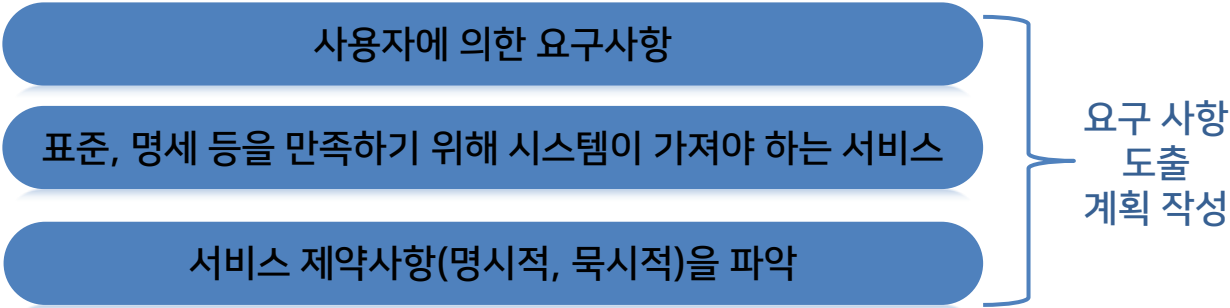 사용자에 의한 요구사항
표준, 명세 등을 만족하기 위해 시스템이 가져야 하는 서비스
서비스 제약사항(명시적, 묵시적)을 파악
요구 사항
도출
계획 작성